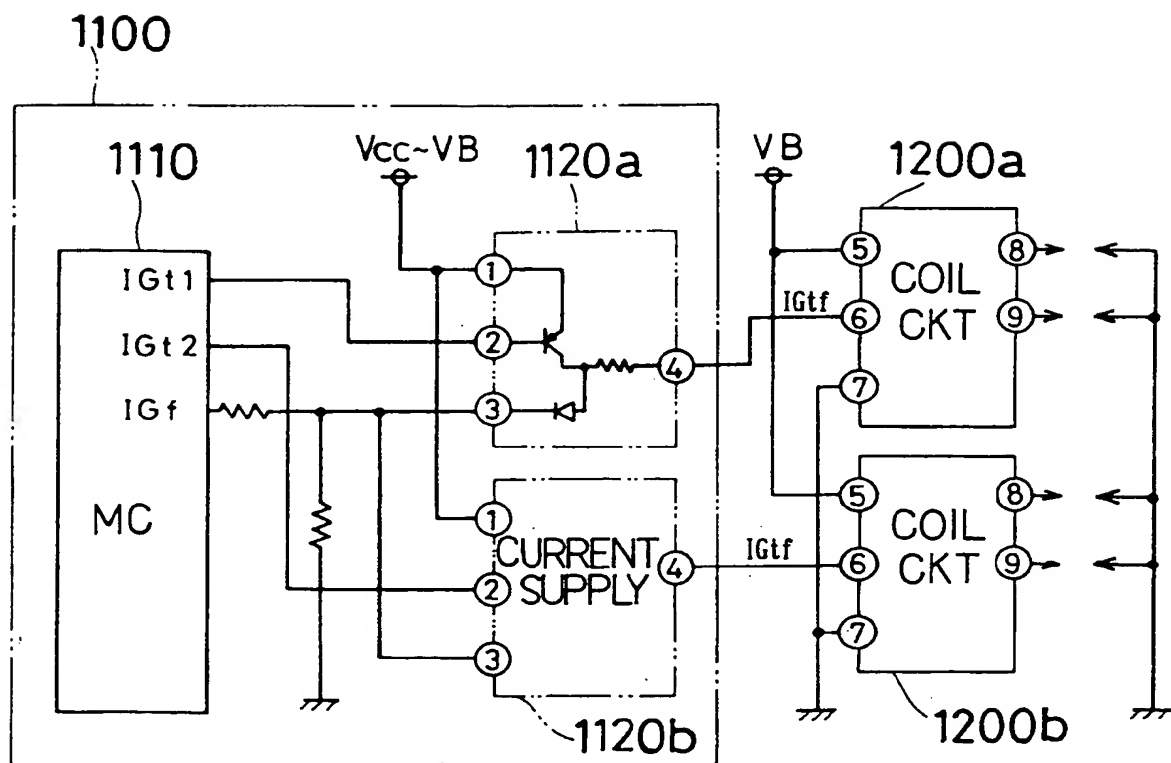 1100
1110
Vcc~VB
1120a
VB
1200a
IGt1
IGt2
IGf
MC
1
2
3
4
IGtf
5
6
7
8
9
COIL
CKT
1
2
3
4
CURRENT
SUPPLY
IGtf
5
6
7
8
9
COIL
CKT
1120b
1200b